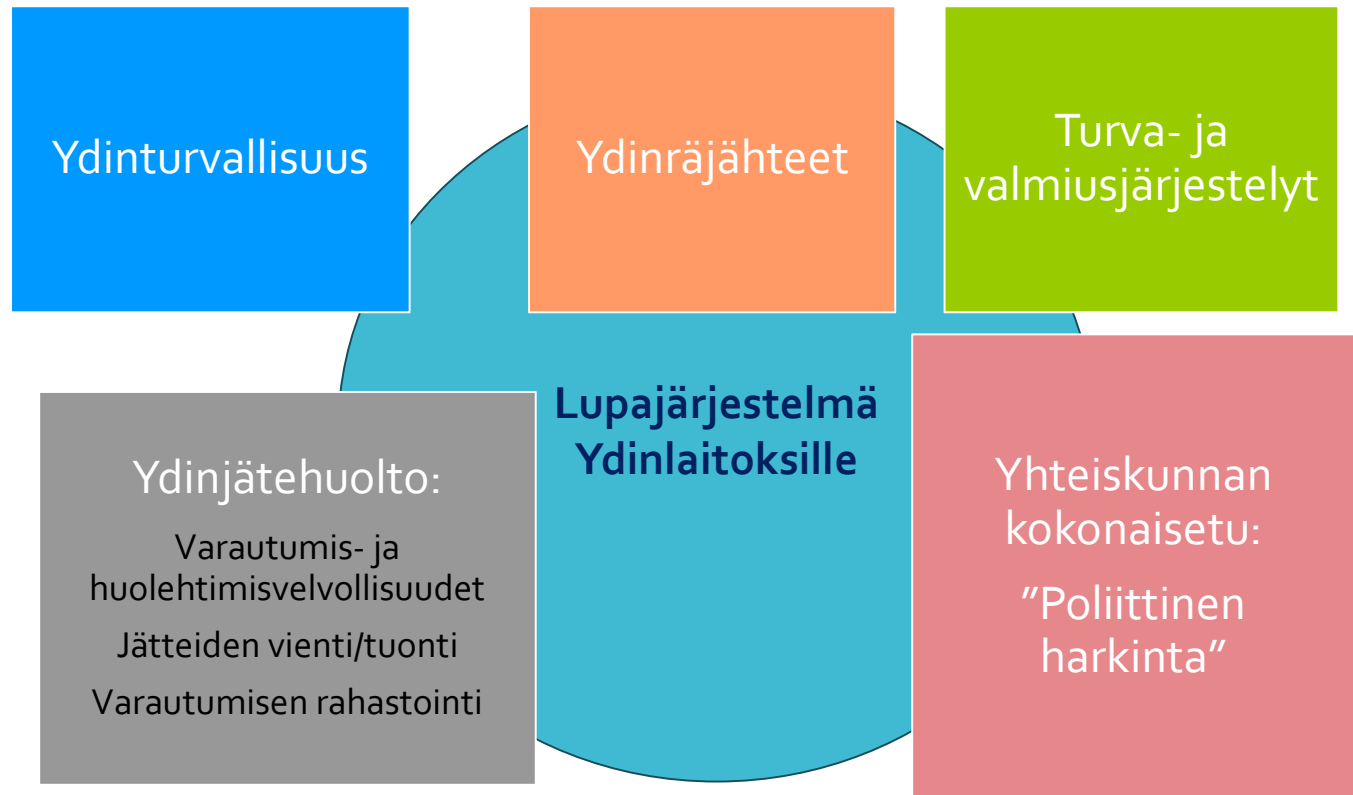 Ydinturvallisuus
Ydinräjähteet
Turva- ja
valmiusjärjestelyt
Lupajärjestelmä
Ydinlaitoksille
Ydinjätehuolto:
Varautumis- ja
huolehtimisvelvollisuudet
Jätteiden vienti/tuonti
Varautumisen rahastointi
Yhteiskunnan
kokonaisetu:
”Poliittinen
harkinta”